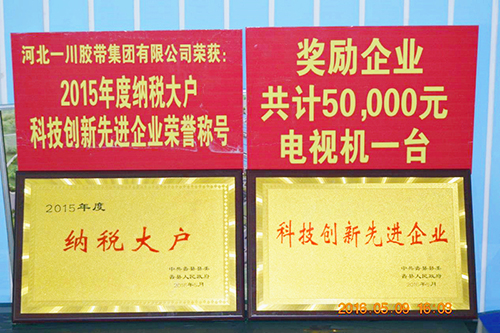 河北一川胶带集团有限公司荣获:
2015年度纳税大户
科技创新先进企业荣誉称号
奖励企业
共计50,000元
电视机一台
2015年度
纳税大户
科技创新先进企业